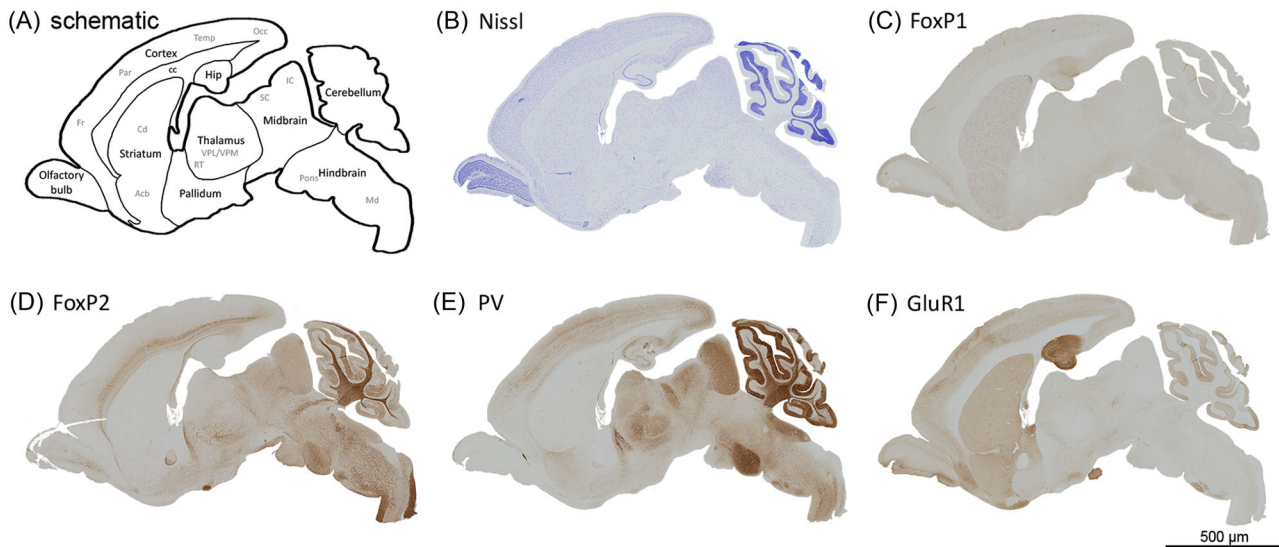 (A) schematic
Occ
Temp
Cortex
Par
cc
Hip
IC
SC
Cerebellum
Fr
Cd
Midbrain
Thalamus
Striatum
VPL/VPM
RT
Olfactory
bulb
Acb
Pallidum
Pons
Hindbrain
Md
(B) Nissl
(C) FoxP1
(D) FoxP2
(E) PV
(F) GluR1
500 µm